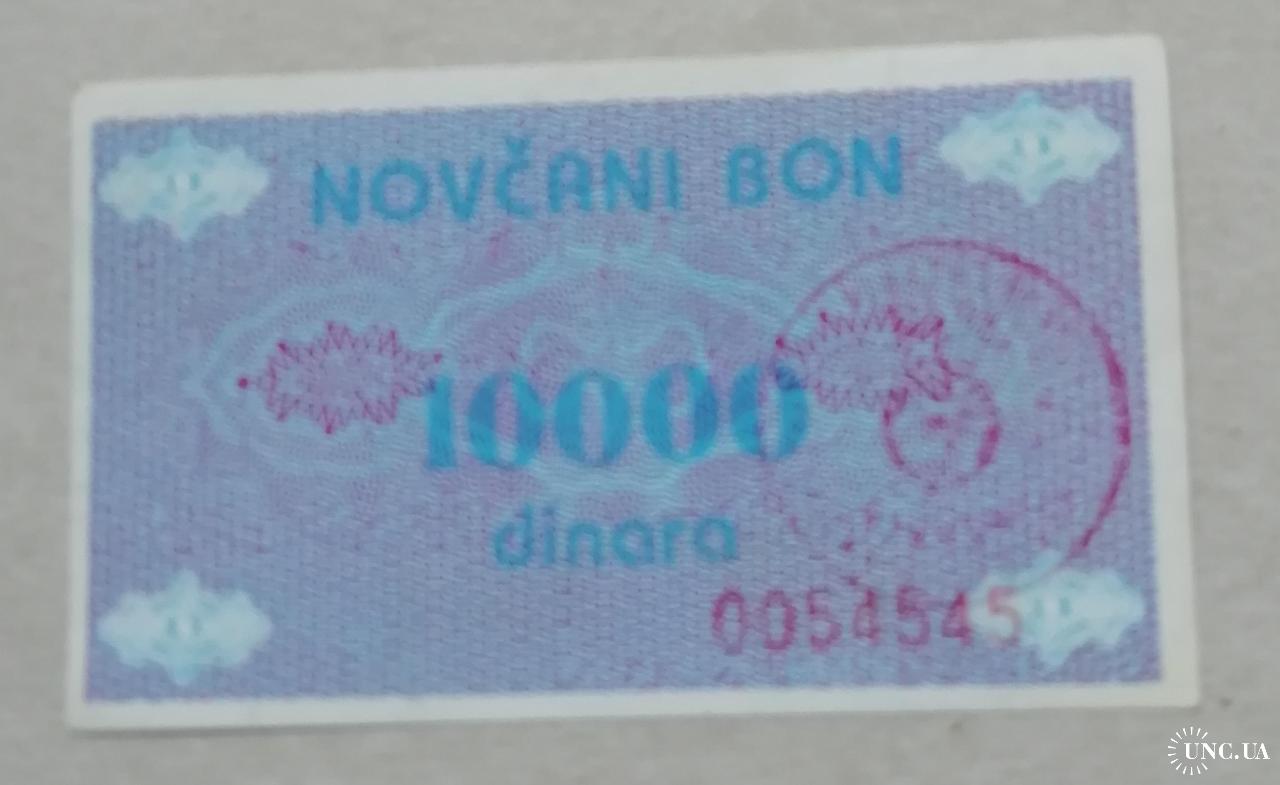 NOVČANI BON
10000
dinara
0054545
UNC.UA